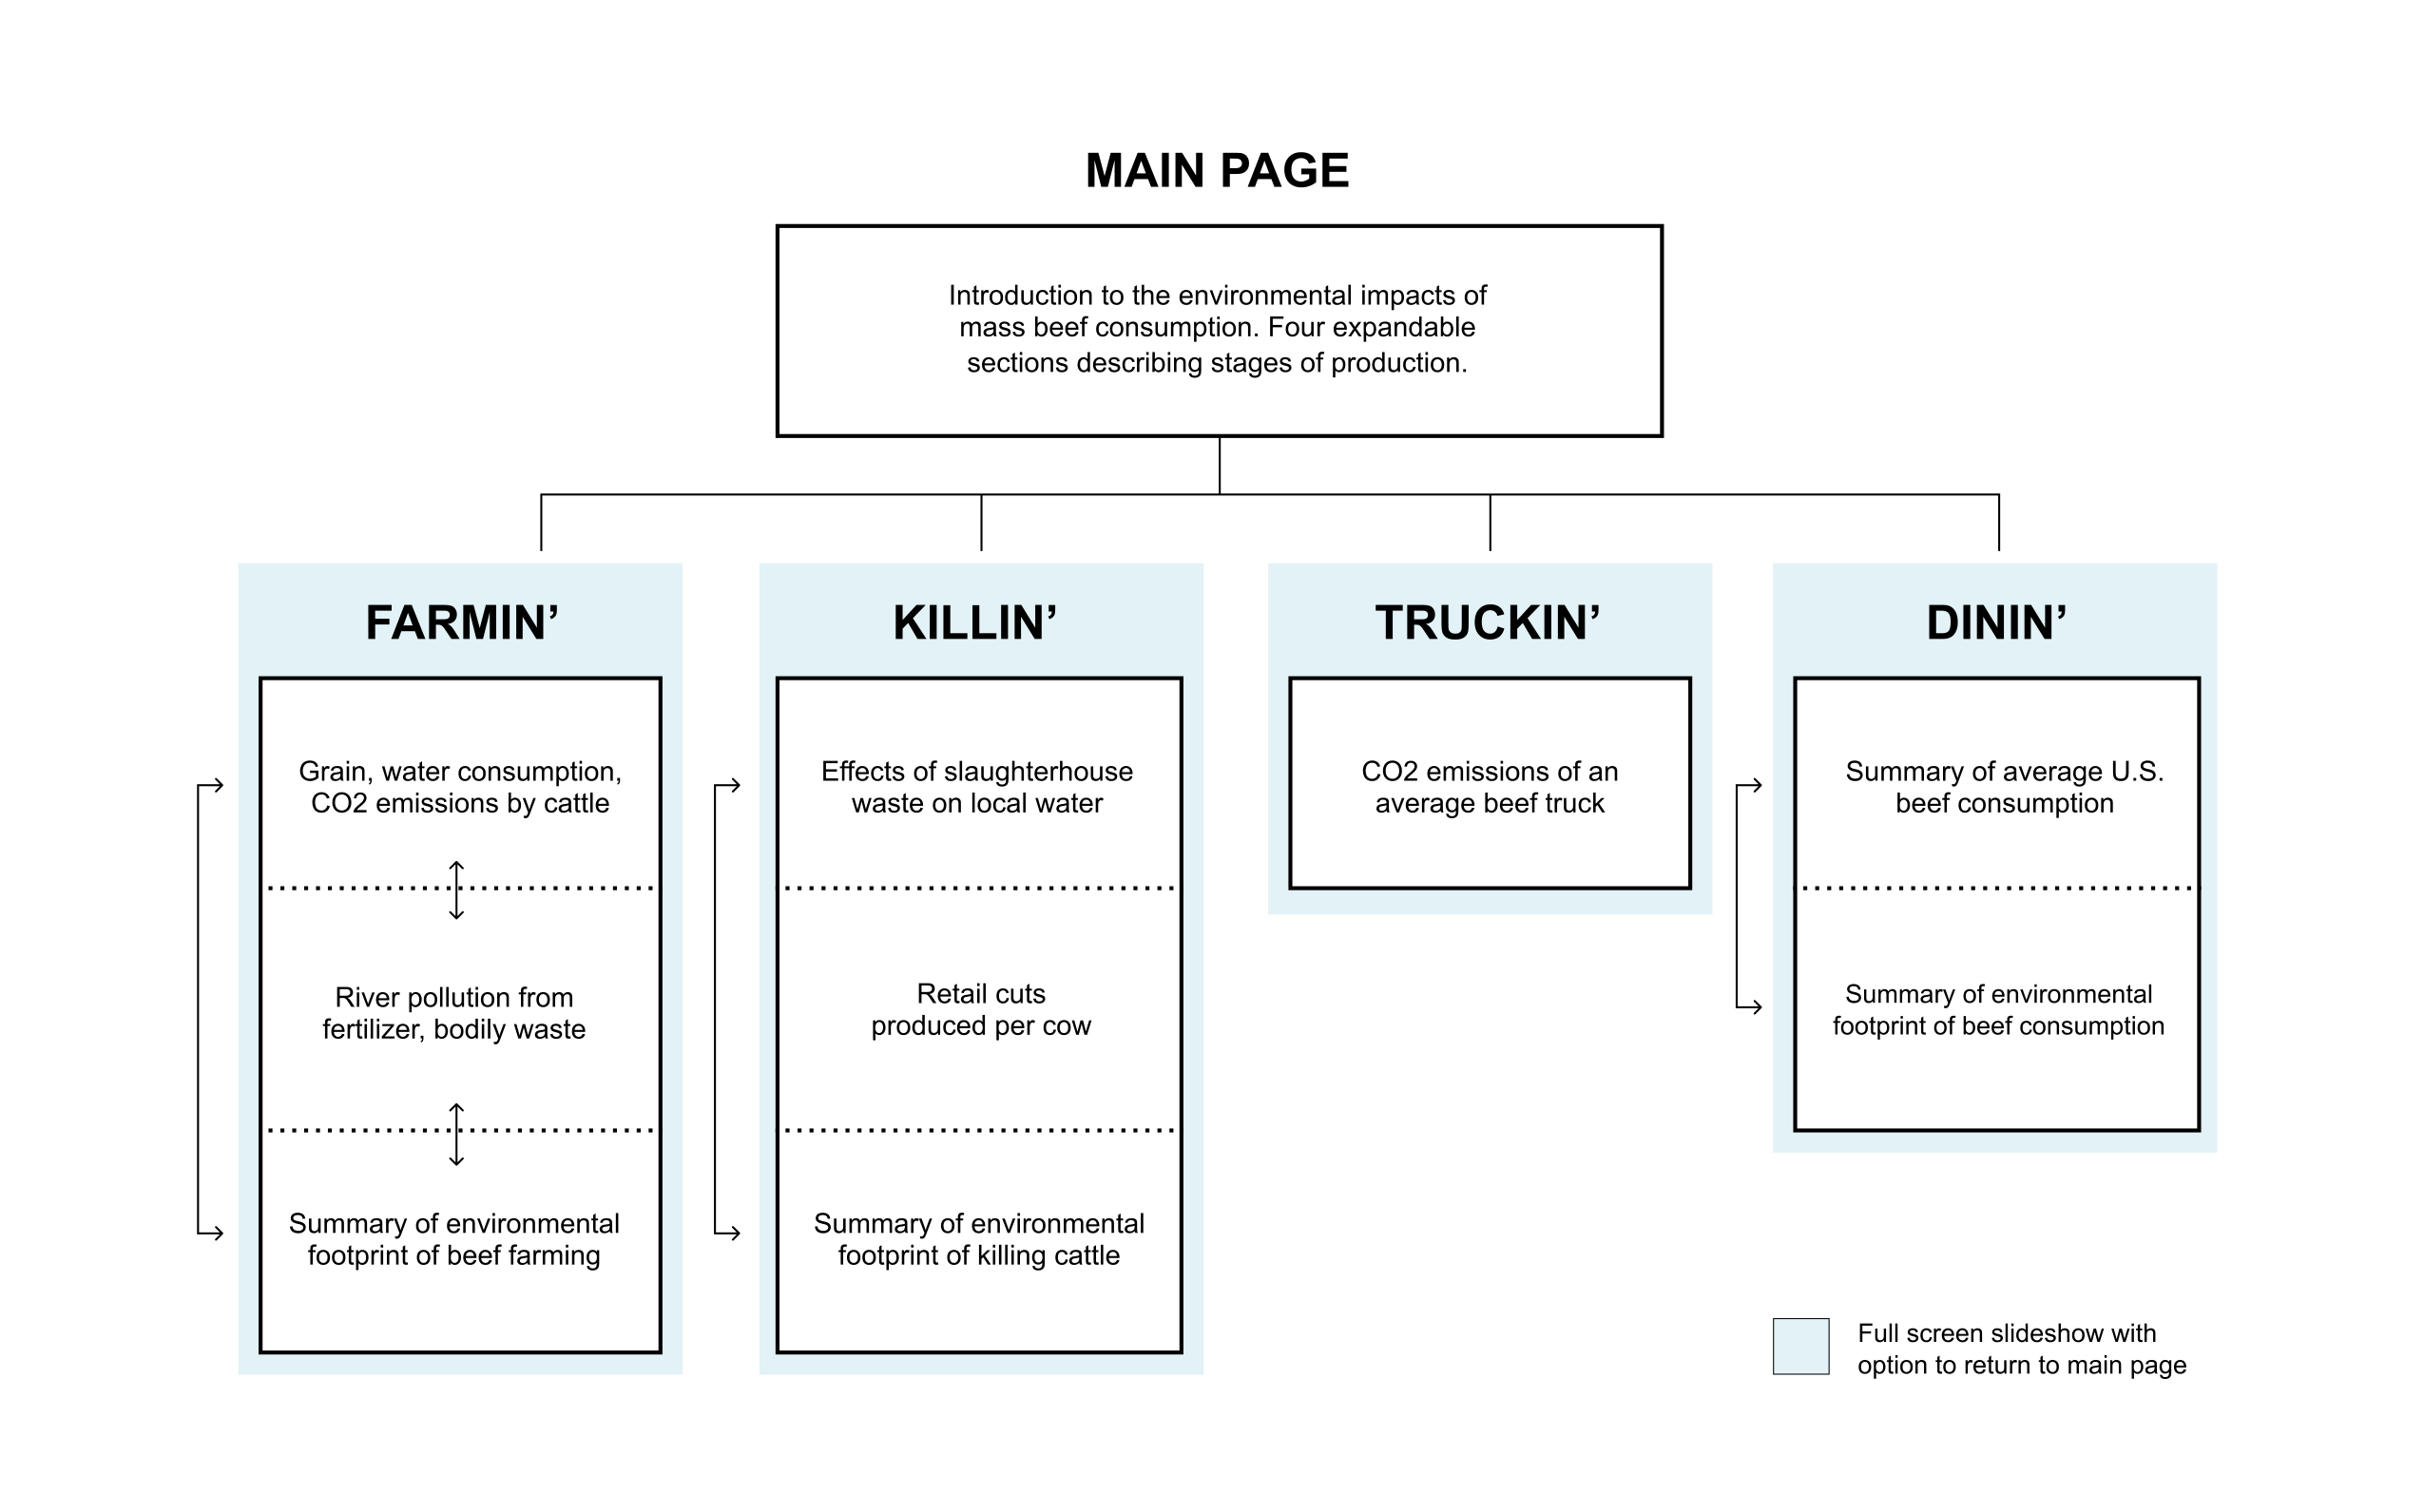 MAIN PAGE
Introduction to the environmental impacts of
mass beef consumption. Four expandable
sections describing stages of production.
FARMIN’
Grain, water consumption,
CO2 emissions by cattle
River pollution from
fertilizer, bodily waste
Summary of environmental
footprint of beef farming
KILLIN’
Effects of slaughterhouse
waste on local water
Retail cuts
produced per cow
Summary of environmental
footprint of killing cattle
TRUCKIN’
CO2 emissions of an
average beef truck
DININ’
Summary of average U.S.
beef consumption
Summary of environmental
footprint of beef consumption
Full screen slideshow with
option to return to main page